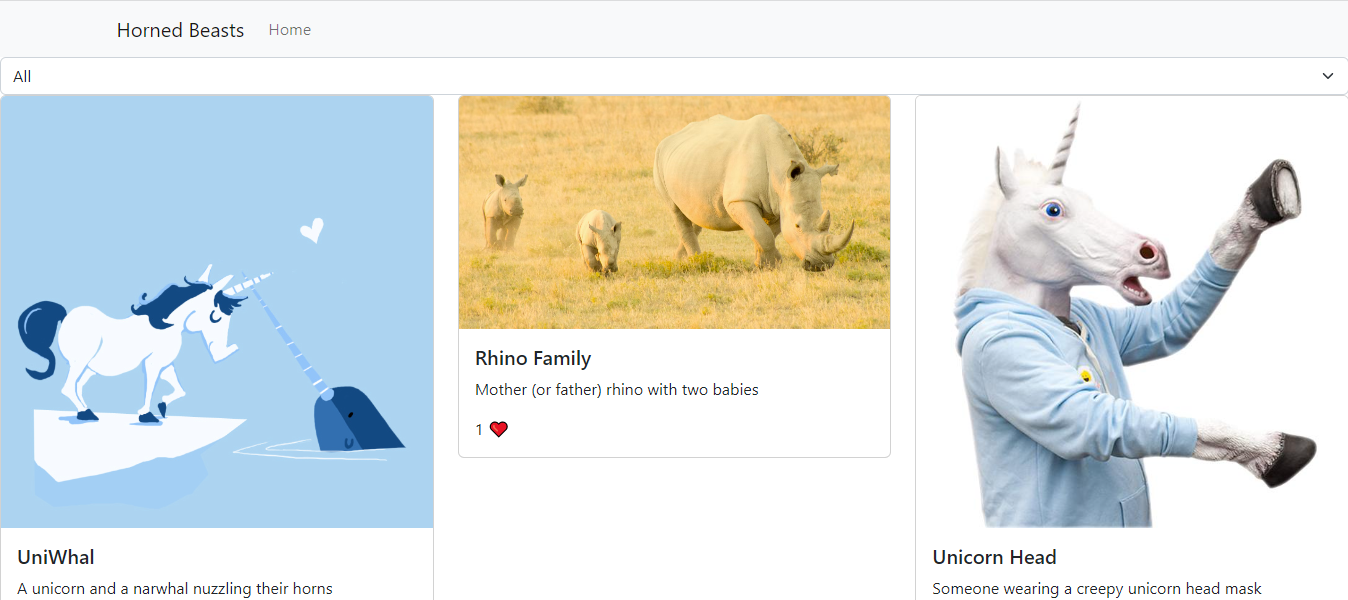 Horned Beasts Home
All
UniWhal
A unicorn and a narwhal nuzzling their horns
Rhino Family
Mother (or father) rhino with two babies
1
Unicorn Head
Someone wearing a creepy unicorn head mask